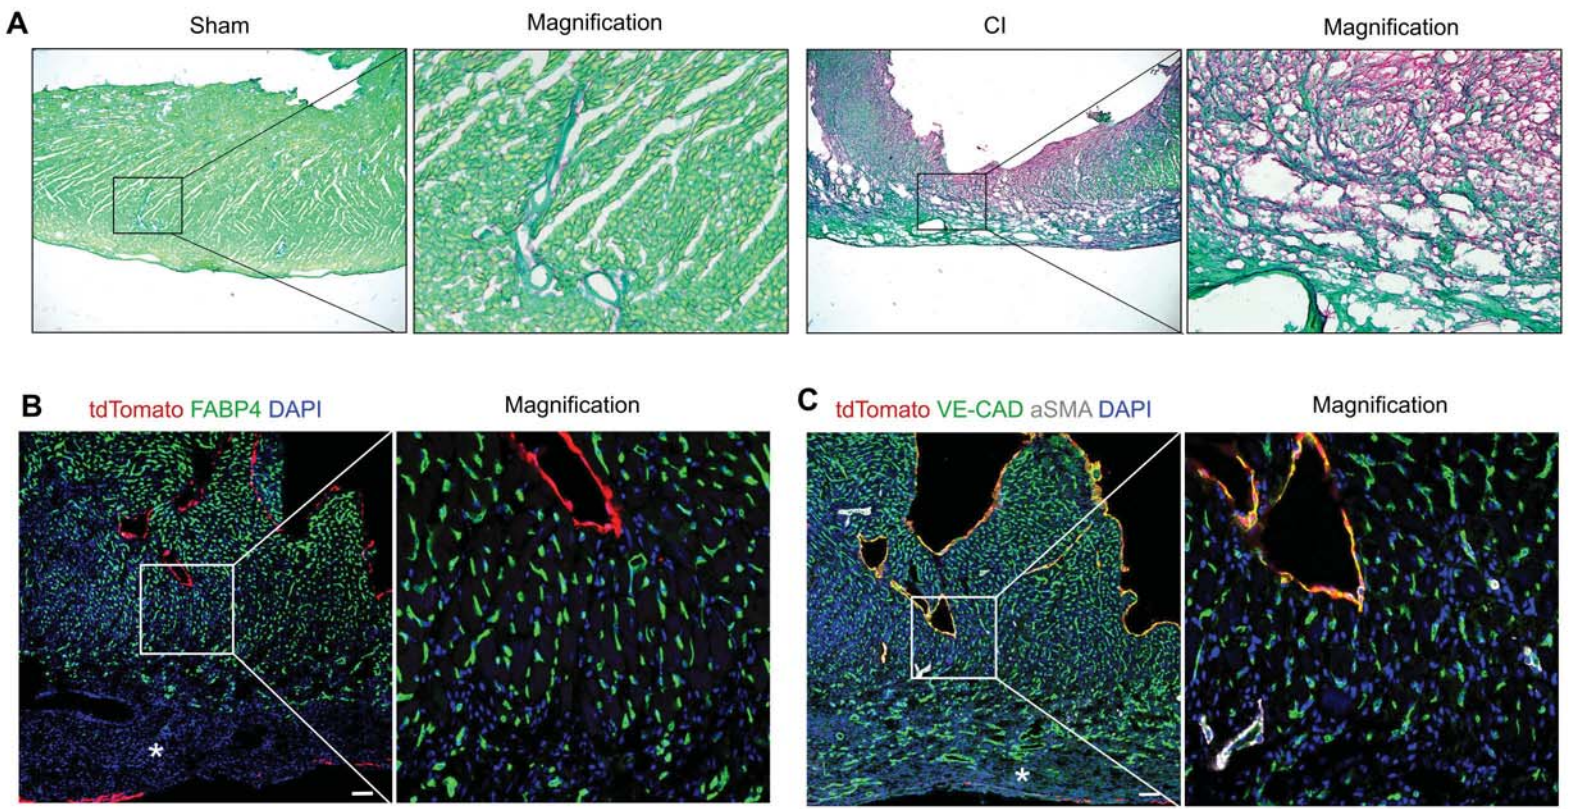 A
Sham
Magnification
CI
Magnification
B
tdTomato FABP4 DAPI
Magnification
C
tdTomato VE-CAD aSMA DAPI
Magnification
*
*